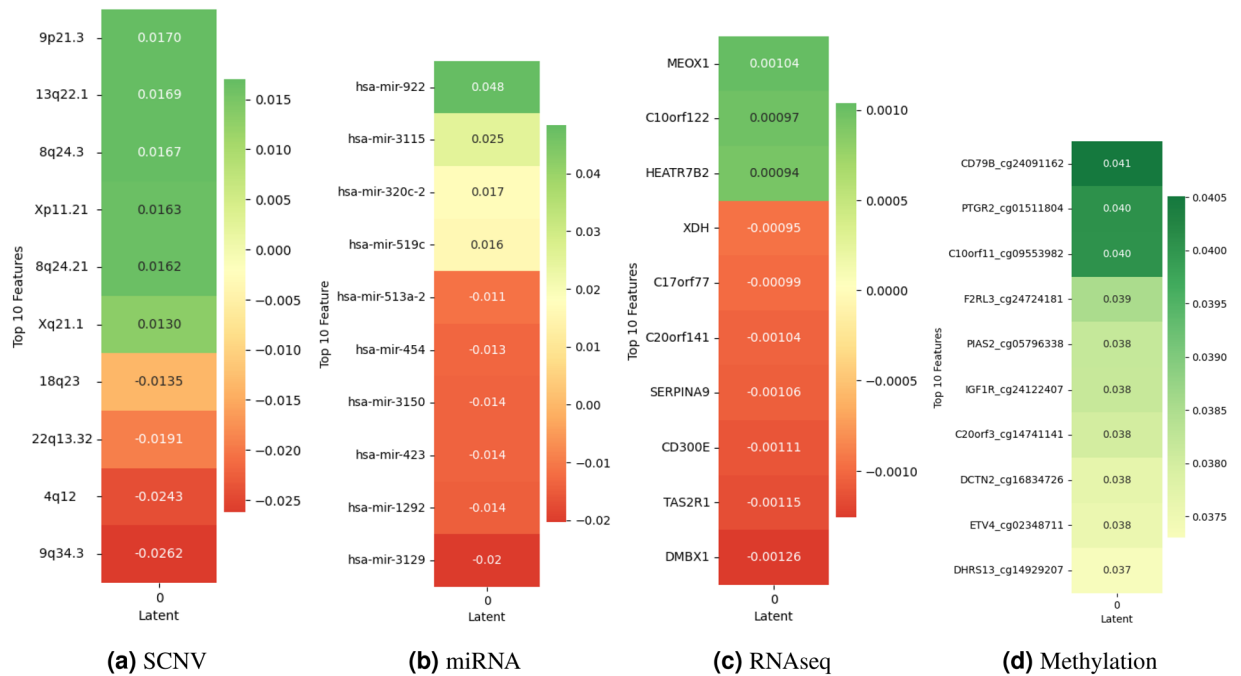 Top 10 Features
9p21.3 0.0170
13q22.1 0.0169
8q24.3 0.0167
Xp11.21 0.0163
8q24.21 0.0162
Xq21.1 0.0130
18q23 -0.0135
22q13.32 -0.0191
4q12 -0.0243
9q34.3 -0.0262
0
Latent
0.015
0.010
0.005
0.000
−0.005
−0.010
−0.015
−0.020
−0.025
(a) SCNV
Top 10 Feature
hsa-mir-922 0.048
hsa-mir-3115 0.025
hsa-mir-320c-2 0.017
hsa-mir-519c 0.016
hsa-mir-513a-2 -0.011
hsa-mir-454 -0.013
hsa-mir-3150 -0.014
hsa-mir-423 -0.014
hsa-mir-1292 -0.014
hsa-mir-3129 -0.02
0
Latent
0.04
0.03
0.02
0.01
0.00
−0.01
−0.02
(b) miRNA
Top 10 Features
MEOX1 0.00104
C10orf122 0.00097
HEATR7B2 0.00094
XDH -0.00095
C17orf77 -0.00099
C20orf141 -0.00104
SERPINA9 -0.00106
CD300E -0.00111
TAS2R1 -0.00115
DMBX1 -0.00126
0
Latent
0.0010
0.0005
0.0000
−0.0005
−0.0010
(c) RNAseq
Top 10 Features
CD79B_cg24091162 0.041
PTGR2_cg01511804 0.040
C10orf11_cg09553982 0.040
F2RL3_cg24724181 0.039
PIAS2_cg05796338 0.038
IGF1R_cg24122407 0.038
C20orf3_cg14741141 0.038
DCTN2_cg16834726 0.038
ETV4_cg02348711 0.038
DHRS13_cg14929207 0.037
0
Latent
0.0405
0.0400
0.0395
0.0390
0.0385
0.0380
0.0375
(d) Methylation